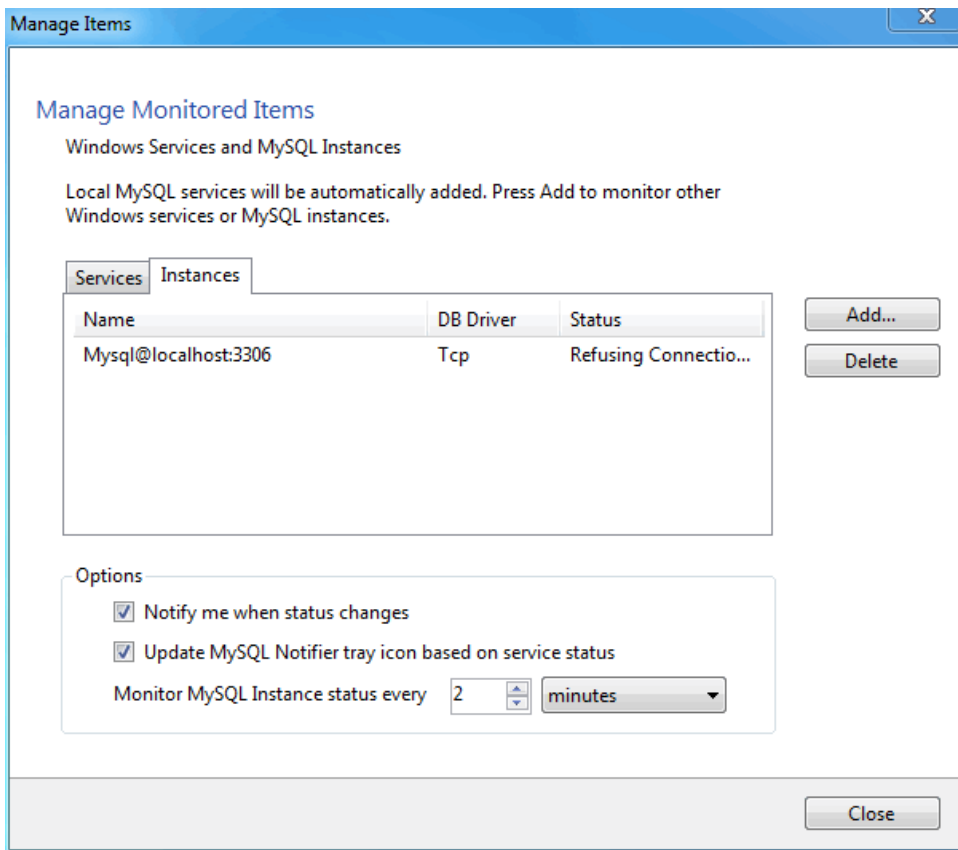 Manage Items
X
Manage Monitored Items
Windows Services and MySQL Instances
Local MySQL services will be automatically added. Press Add to monitor other
Windows services or MySQL instances.
Services Instances
Name DB Driver Status
Mysql@localhost:3306 Tcp Refusing Connectio...
Add...
Delete
Options
Notify me when status changes
Update MySQL Notifier tray icon based on service status
Monitor MySQL Instance status every 2 minutes
Close